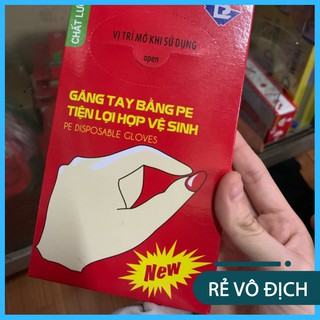 CHẤT LƯ
VỊ TRÍ MỞ KHI SỬ DỤNG
open
GĂNG TAY BẰNG PE
TIỆN LỢI HỢP VỆ SINH
PE DISPOSABLE GLOVES
New
RẺ VÔ ĐỊCH